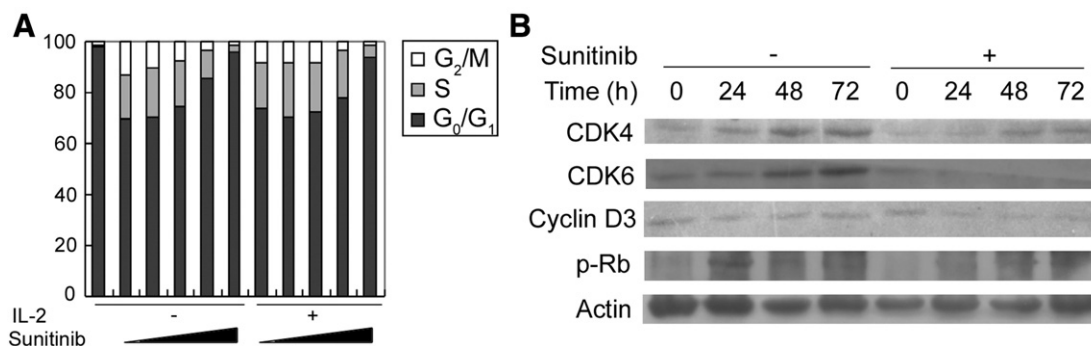 A
100
80
60
40
20
0
G₂/M
S
G₀/G₁
IL-2 - +
Sunitinib
B
Sunitinib - +
Time (h) 0 24 48 72 0 24 48 72
CDK4
CDK6
Cyclin D3
p-Rb
Actin